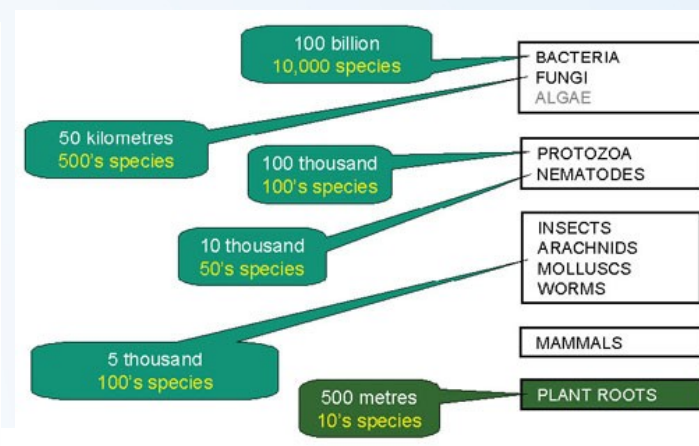 100 billion
10,000 species
BACTERIA
FUNGI
ALGAE
50 kilometres
500's species
100 thousand
100's species
PROTOZOA
NEMATODES
10 thousand
50's species
INSECTS
ARACHNIDS
MOLLUSCS
WORMS
5 thousand
100's species
MAMMALS
500 metres
10's species
PLANT ROOTS